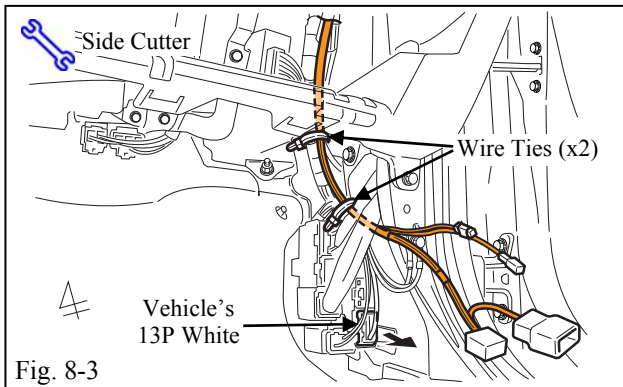 Side Cutter
Wire Ties (x2)
Vehicle's
13P White
Fig. 8-3